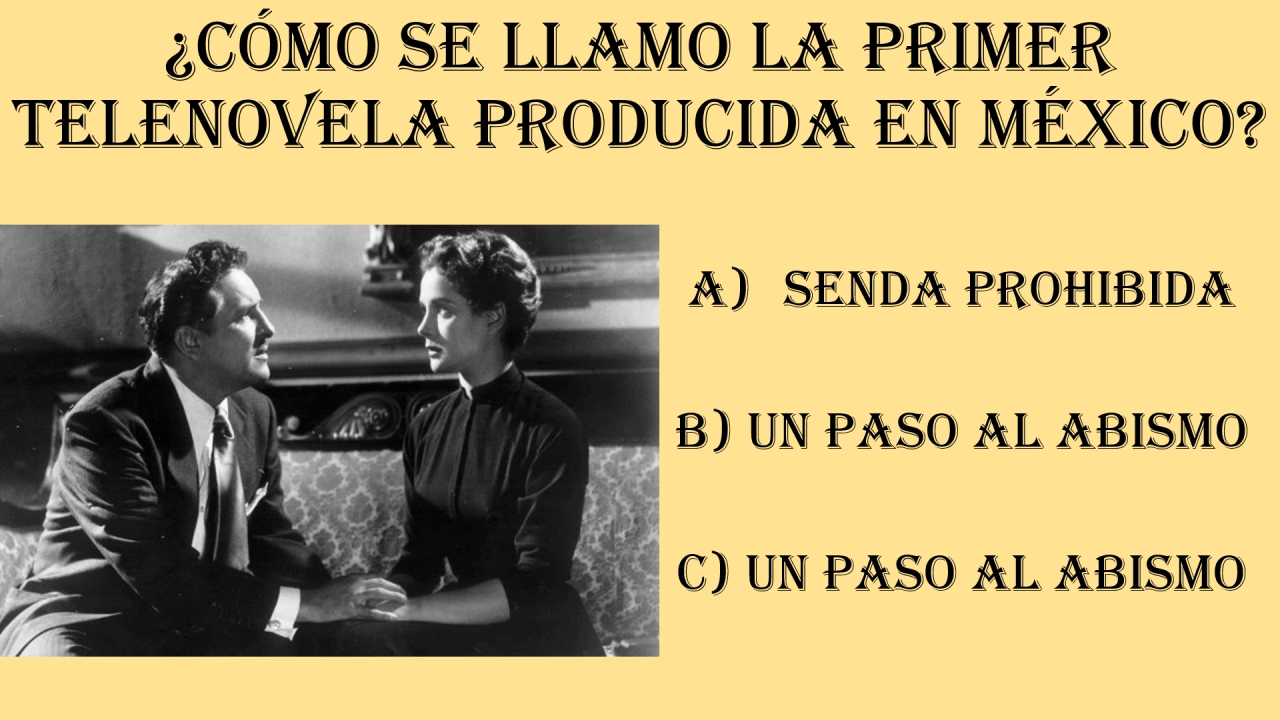 ¿CÓMO SE LLAMO LA PRIMER
TELENOVELA PRODUCIDA EN MÉXICO?
A) SENDA PROHIBIDA
B) UN PASO AL ABISMO
C) UN PASO AL ABISMO